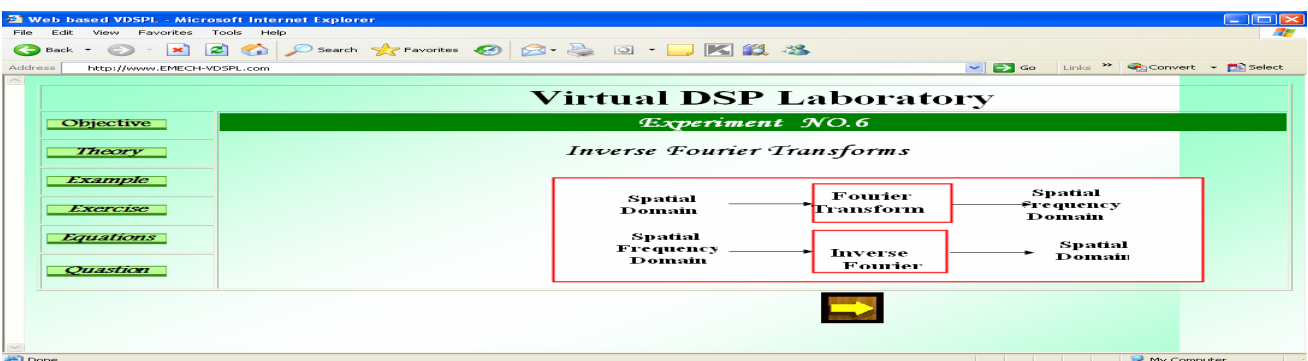 Web based VDSPL - Microsoft Internet Explorer
File Edit View Favorites Tools Help
Back Search Favorites
Address http://www.EMECH-VDSPL.com Go Links » Convert Select
Virtual DSP Laboratory
Objective
Experiment NO.6
Theory
Inverse Fourier Transforms
Example
Exercise
Equations
Quastion
Spatial
Domain
Fourier
Transform
Spatial
Frequency
Domain
Spatial
Frequency
Domain
Inverse
Fourier
Spatial
Domain
Done My Computer